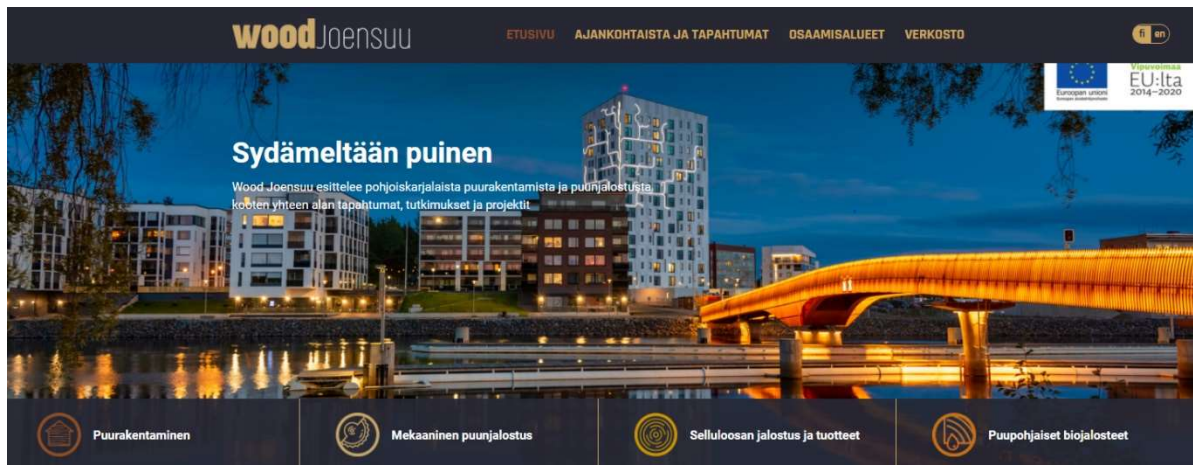 woodJoensuu
ETUSIVU AJANKOHTAISTA JA TAPAHTUMAT OSAAMISALUEET VERKOSTO
fi en
Vipuvoimaa
EU:lta
2014–2020
Euroopan unioni
Sydämeltään puinen
Wood Joensuu esittelee pohjoiskarjalaista puurakentamista ja puunjalostusta,
kooten yhteen alan tapahtumat, tutkimukset ja projektit
Puurakentaminen
Mekaaninen puunjalostus
Selluloosan jalostus ja tuotteet
Puupohjaiset biojalosteet